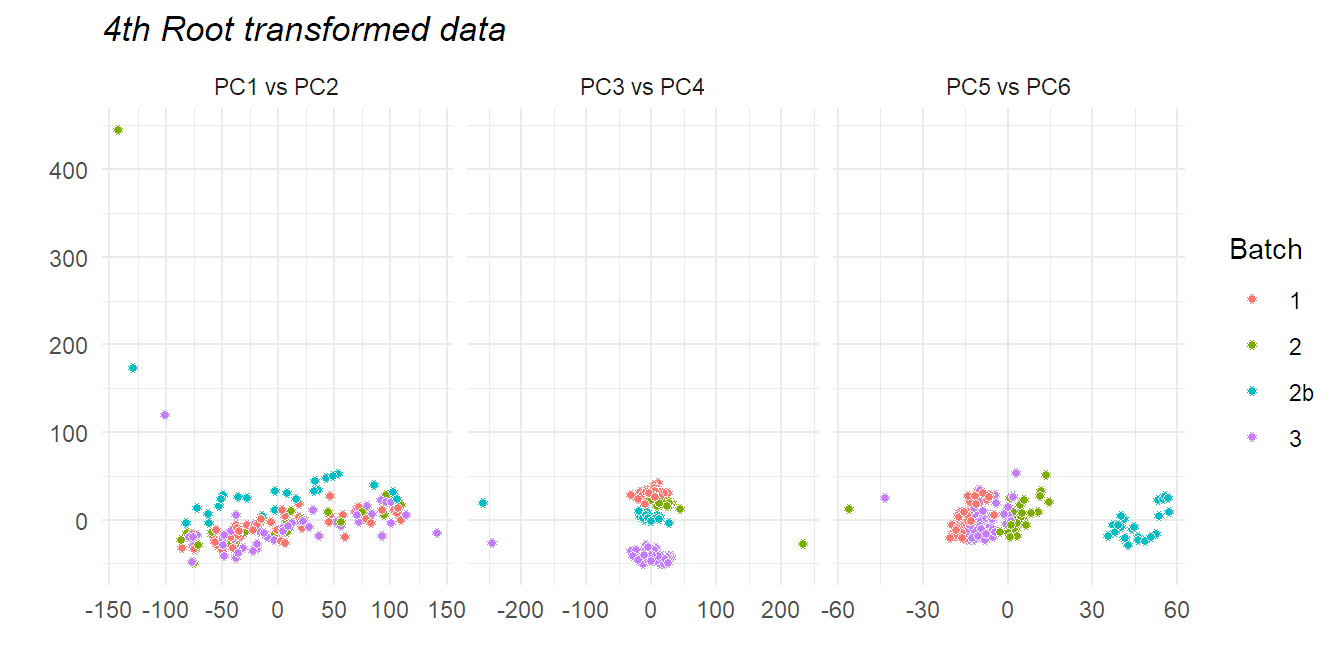 4th Root transformed data
PC1 vs PC2
PC3 vs PC4
PC5 vs PC6
400
300
200
100
0
-150 -100 -50 0 50 100 150
-200 -100 0 100 200
-60 -30 0 30 60
Batch
1
2
2b
3